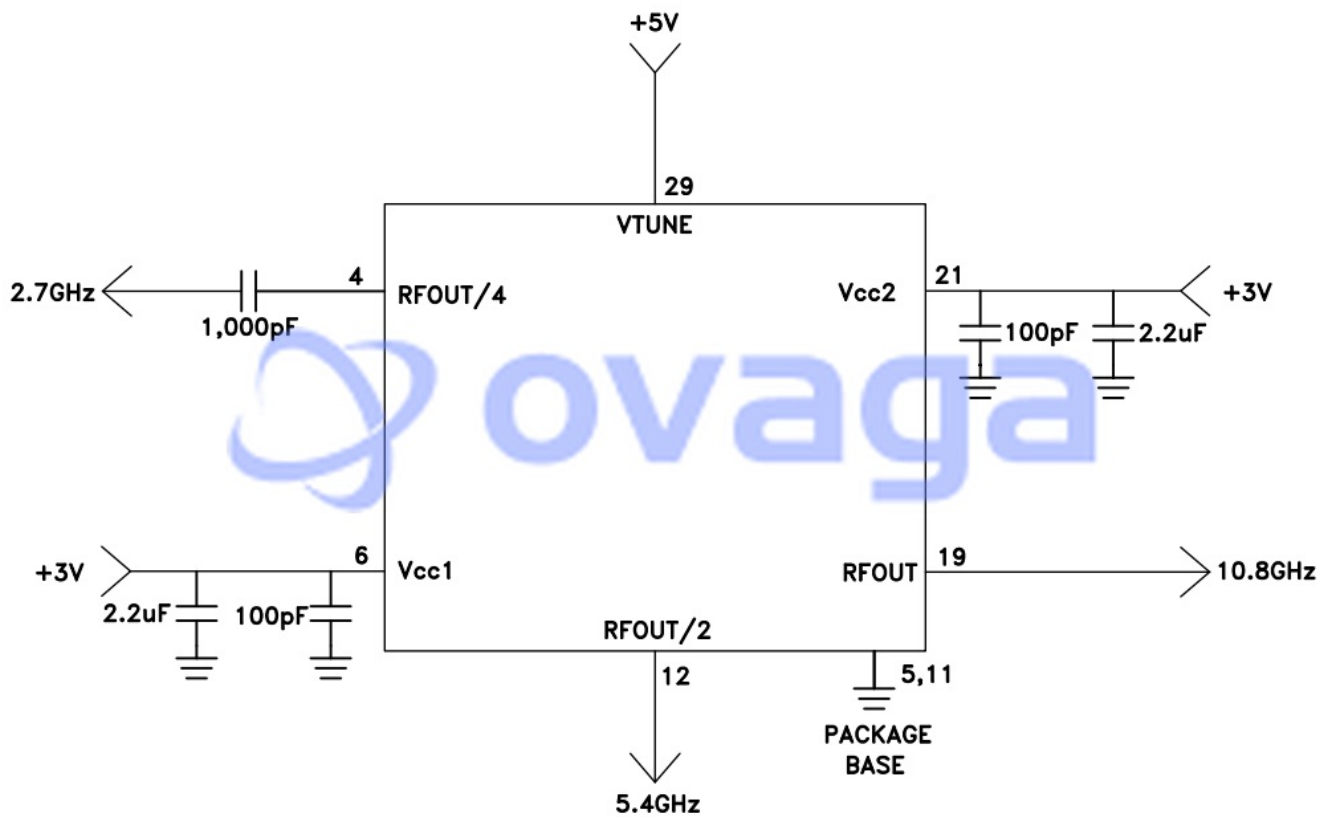 +5V
29
VTUNE
2.7GHz
4
RFOUT/4
1,000pF
Vcc2
21
+3V
100pF
2.2uF
ovaga
+3V
6
Vcc1
2.2uF
100pF
RFOUT
19
10.8GHz
RFOUT/2
12
5,11
PACKAGE
BASE
5.4GHz